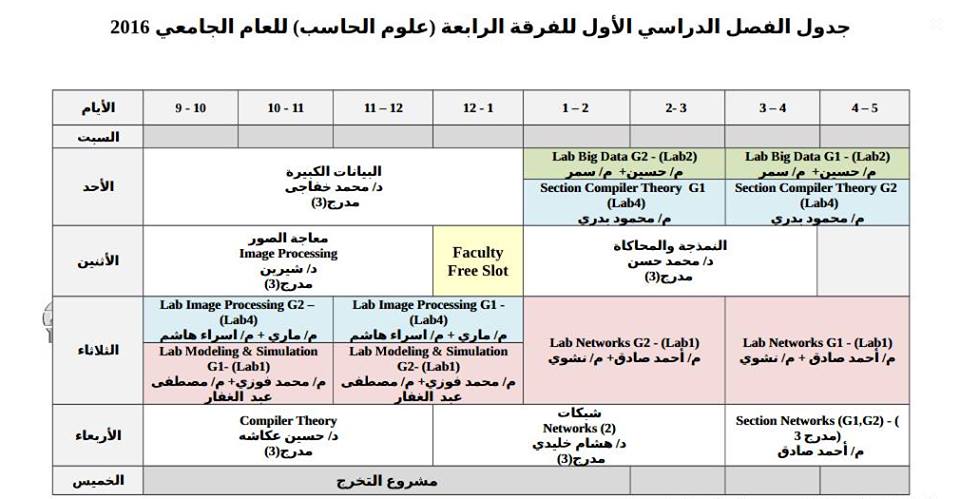 جدول الفصل الدراسي الأول للفرقة الرابعة (علوم الحاسب) للعام الجامعي 2016
الأيام
9 - 10
10 - 11
11 – 12
12 - 1
1 – 2
2- 3
3 – 4
4 – 5
السبت
الأحد
البيانات الكبيرة
د/ محمد خفاجى
مدرج(3)
Lab Big Data G2 - (Lab2)
م/ حسين+ م/ سمر
Section Compiler Theory G1
(Lab4)
م/ محمود بدري
Lab Big Data G1 - (Lab2)
م/ حسين+ م/ سمر
Section Compiler Theory G2
(Lab4)
م/ محمود بدري
الأثنين
معاجة الصور
Image Processing
د/ شيرين
مدرج(3)
Faculty
Free Slot
النمذجة والمحاكاة
د/ محمد حسن
مدرج(3)
الثلاثاء
Lab Image Processing G2 –
(Lab4)
م/ ماري + م/ اسراء هاشم
Lab Modeling & Simulation
G1- (Lab1)
م/ محمد فوزي+ م/ مصطفى
عبد الغفار
Lab Image Processing G1 -
(Lab4)
م/ ماري + م/ اسراء هاشم
Lab Modeling & Simulation
G2- (Lab1)
م/ محمد فوزي+ م/ مصطفى
عبد الغفار
Lab Networks G2 - (Lab1)
م/ أحمد صادق+ م/ نشوي
Lab Networks G1 - (Lab1)
م/ أحمد صادق + م/ نشوي
الأربعاء
Compiler Theory
د/ حسين عكاشه
مدرج(3)
شبكات
Networks (2)
د/ هشام خليدي
مدرج(3)
Section Networks (G1,G2) - (
مدرج 3)
م/ أحمد صادق
الخميس
مشروع التخرج